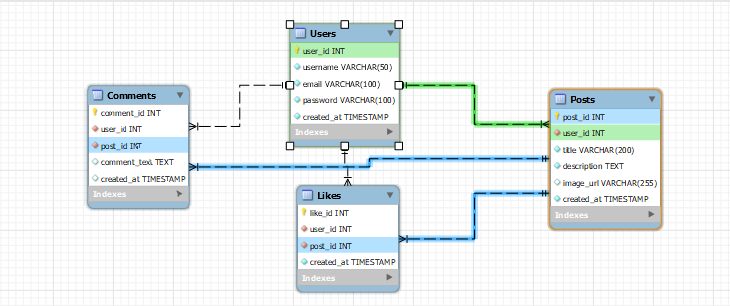 Users
user_id INT
username VARCHAR(50)
email VARCHAR(100)
password VARCHAR(100)
created_at TIMESTAMP
Indexes
Comments
comment_id INT
user_id INT
post_id INT
comment_text TEXT
created_at TIMESTAMP
Indexes
Posts
post_id INT
user_id INT
title VARCHAR(200)
description TEXT
image_url VARCHAR(255)
created_at TIMESTAMP
Indexes
Likes
like_id INT
user_id INT
post_id INT
created_at TIMESTAMP
Indexes